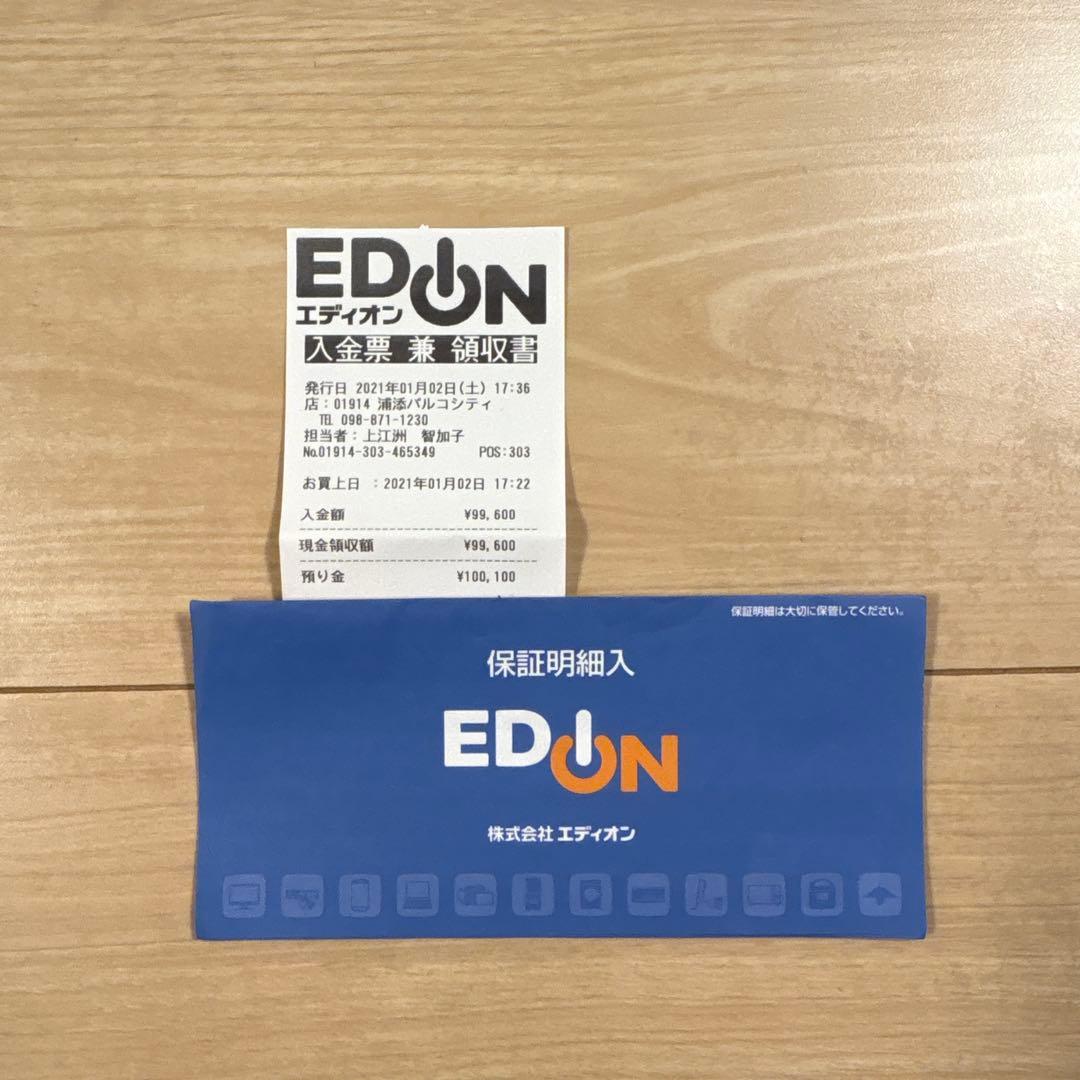 EDION
エディオン
入金票 兼 領収書
発行日 2021年01月02日(土) 17:36
店:01914 浦添パルコシティ
TEL 098-871-1230
担当者:上江洲 智加子
No.01914-303-465349 POS:303
お買上日 :2021年01月02日 17:22
入金額 ¥99,600
現金領収額 ¥99,600
預り金 ¥100,100
保証明細は大切に保管してください。
保証明細入
EDION
株式会社 エディオン